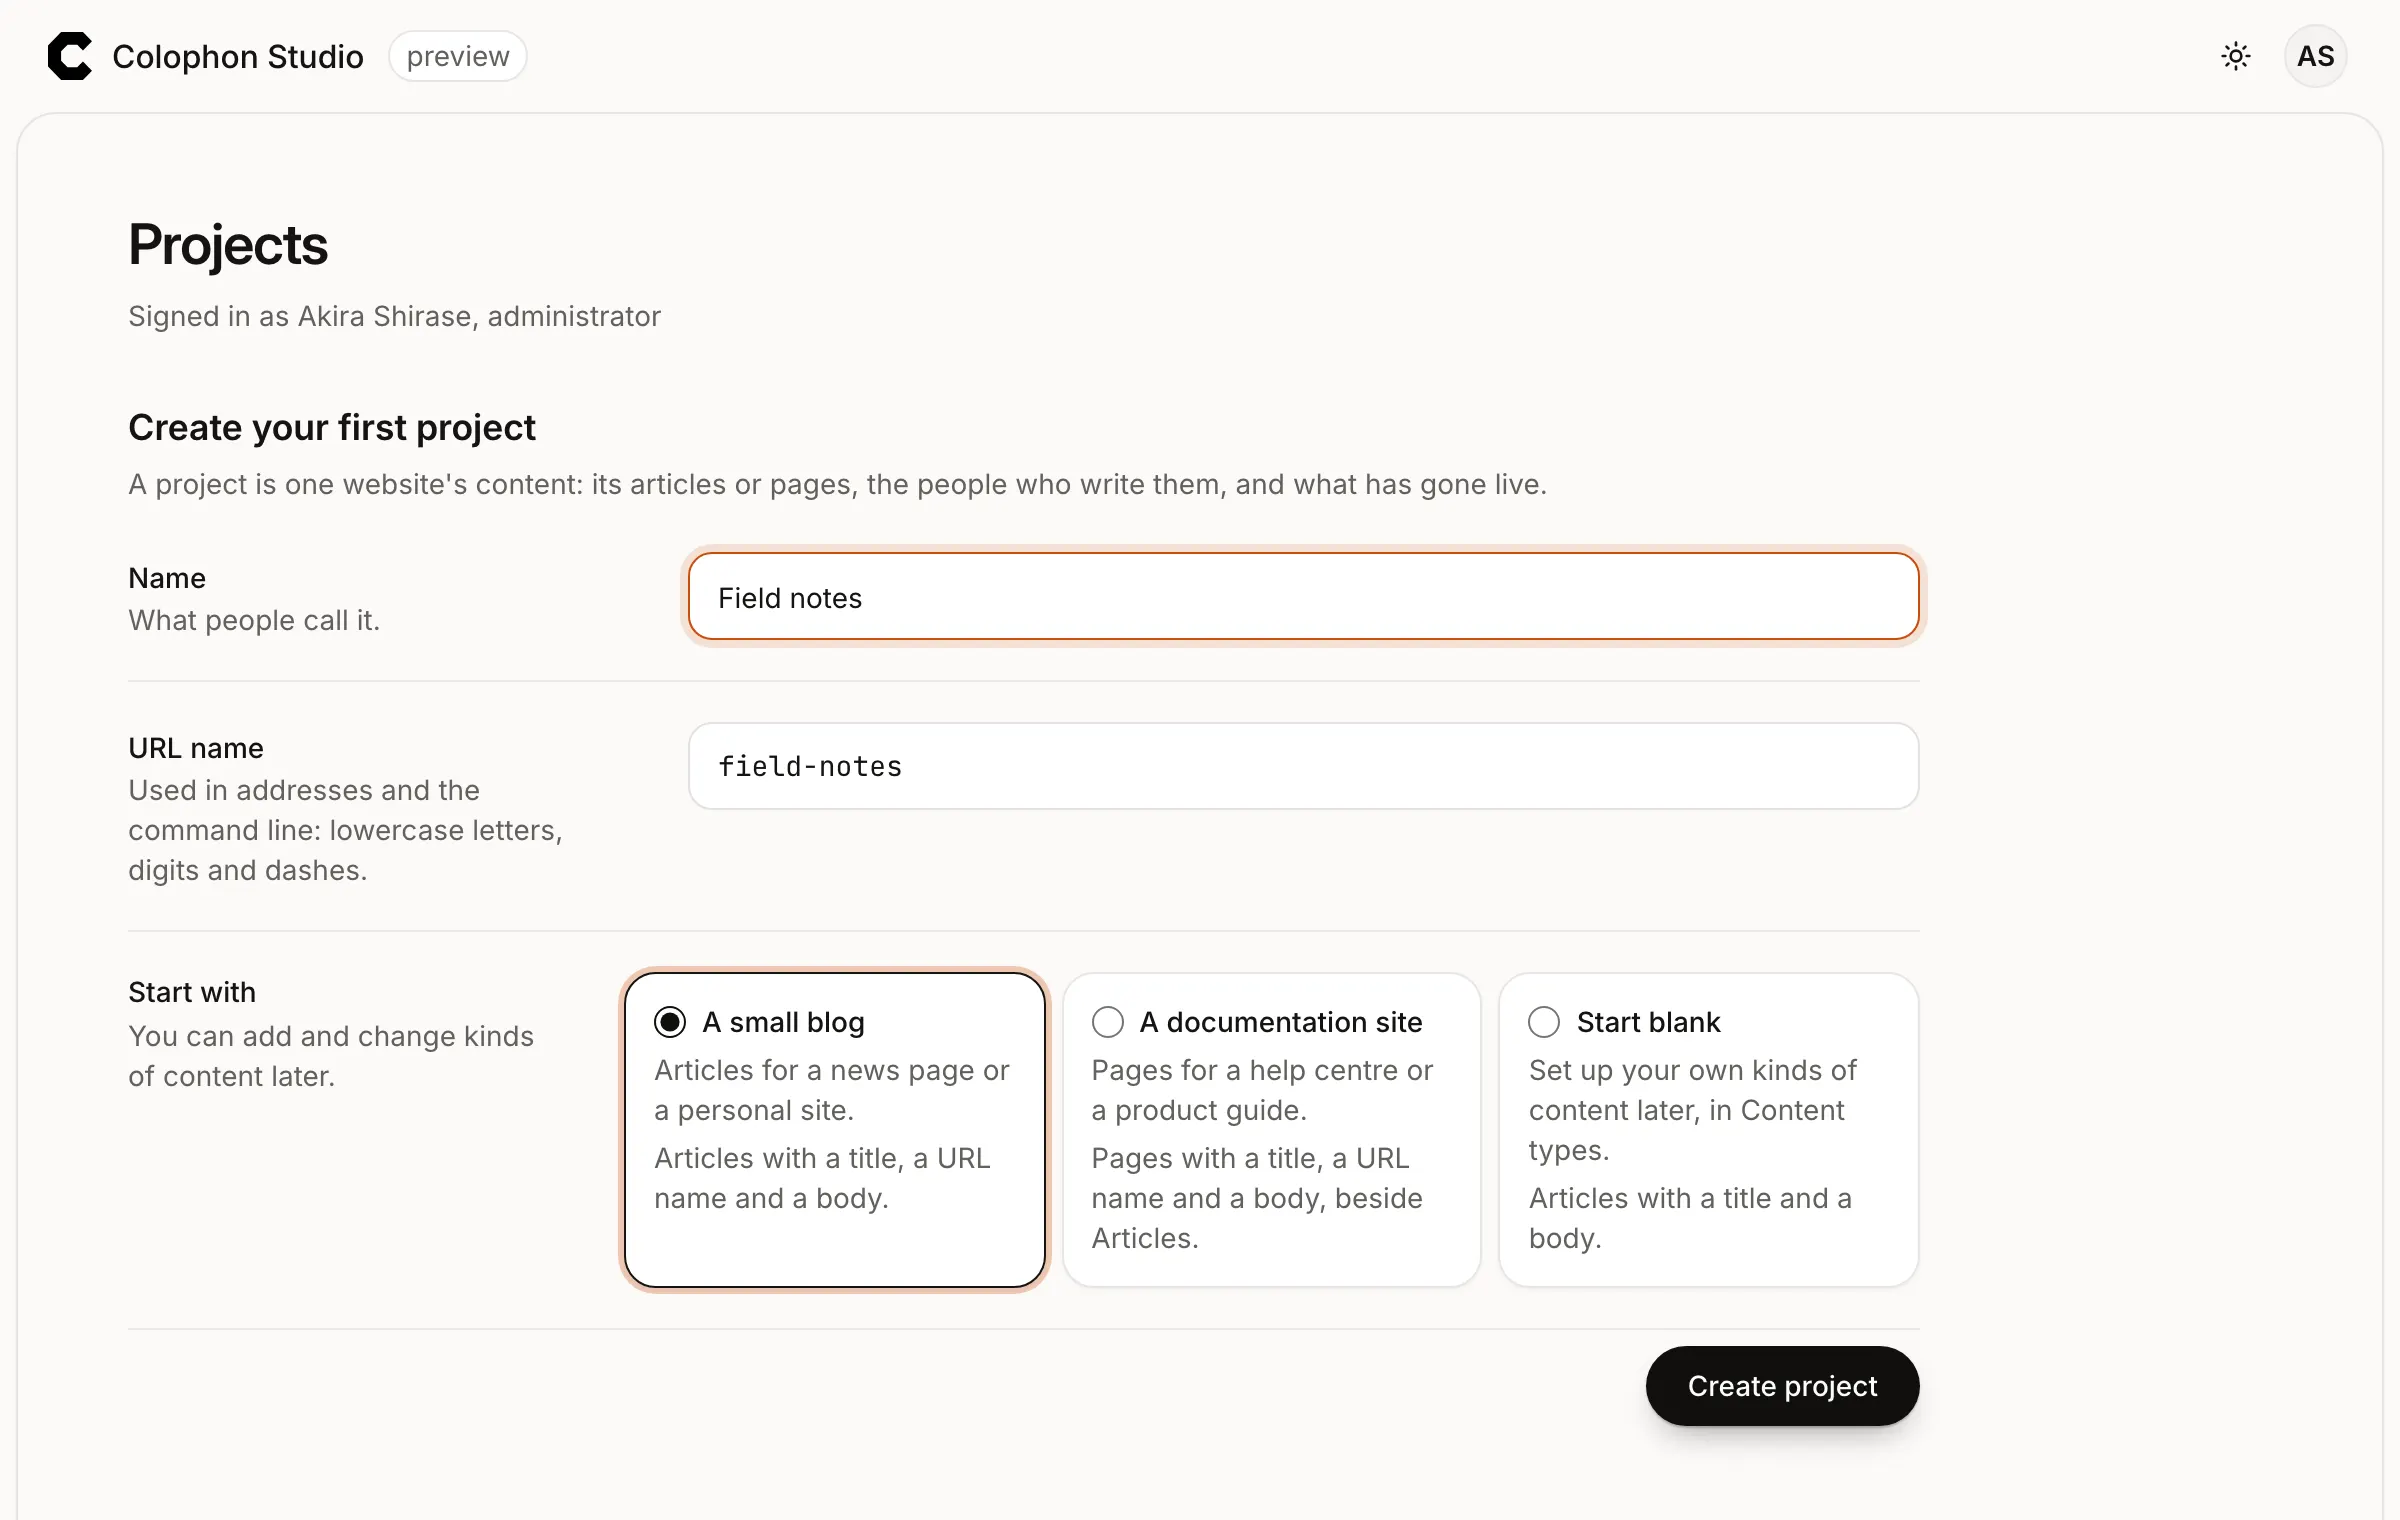 Colophon Studio preview
AS
Projects
Signed in as Akira Shirase, administrator
Create your first project
A project is one website's content: its articles or pages, the people who write them, and what has gone live.
Name
What people call it.
Field notes
URL name
Used in addresses and the
command line: lowercase letters,
digits and dashes.
field-notes
Start with
You can add and change kinds
of content later.
A small blog
Articles for a news page or
a personal site.
Articles with a title, a URL
name and a body.
A documentation site
Pages for a help centre or
a product guide.
Pages with a title, a URL
name and a body, beside
Articles.
Start blank
Set up your own kinds of
content later, in Content
types.
Articles with a title and a
body.
Create project